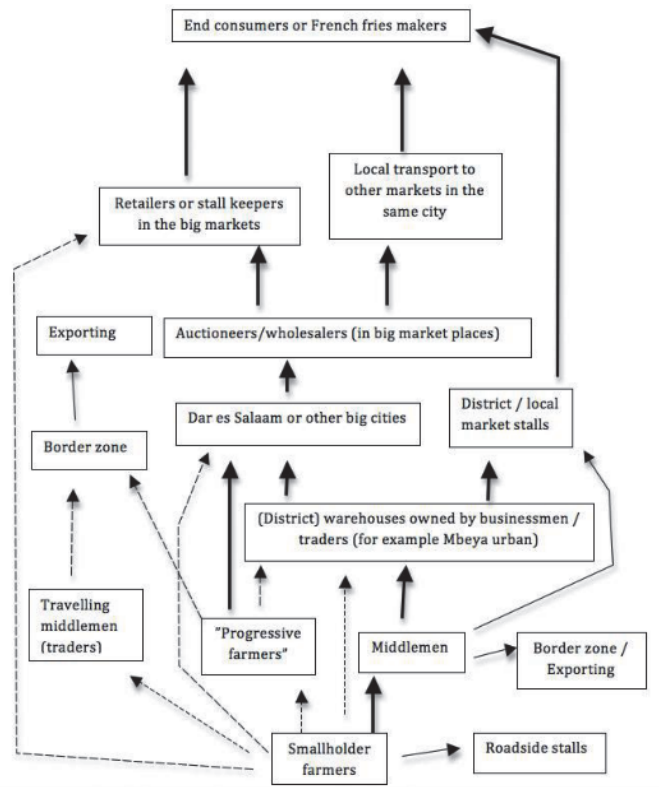 End consumers or French fries makers
Local transport to
other markets in the
same city
Retailers or stall keepers
in the big markets
Exporting
Auctioneers/wholesalers (in big market places)
Dar es Salaam or other big cities
District / local
market stalls
Border zone
(District) warehouses owned by businessmen /
traders (for example Mbeya urban)
Travelling
middlemen
(traders)
"Progressive
farmers"
Middlemen
Border zone /
Exporting
Smallholder
farmers
Roadside stalls